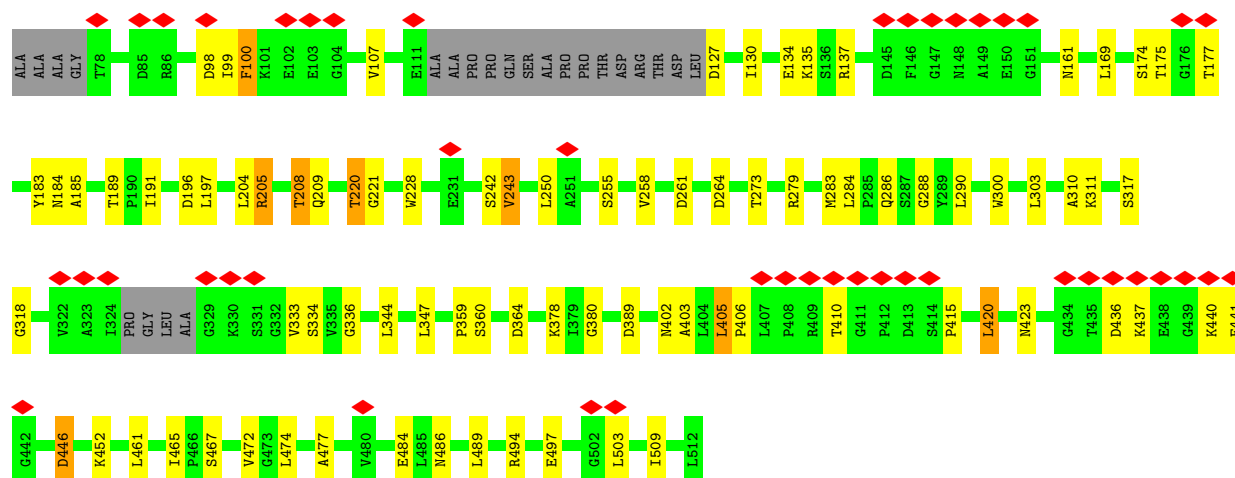 ALA ALA ALA GLY T78 D85 R86 D98 I99 F100 K101 E102 E103 G104 V107 E111 ALA ALA PRO PRO GLN SER ALA PRO PRO THR ASP ARG THR ASP LEU D127 I130 E134 K135 S136 R137 D145 F146 G147 N148 A149 E150 G151 N161 L169 S174 T175 G176 T177
Y183 N184 A185 T189 P190 I191 D196 L197 L204 R205 T208 Q209 T220 G221 W228 E231 S242 V243 L250 A251 S255 V258 D261 D264 T273 R279 M283 L284 P285 Q286 S287 G288 Y289 L290 W300 L303 A310 K311 S317
G318 V322 A323 I324 PRO GLY LEU ALA G329 K330 S331 G332 V333 S334 V335 G336 L344 L347 P359 S360 D364 K378 I379 G380 D389 N402 A403 L404 L405 P406 L407 P408 R409 T410 G411 P412 D413 S414 P415 L420 N423 G434 T435 D436 K437 E438 G439 K440 E441
G442 D446 K452 L461 I465 P466 S467 V472 G473 L474 A477 V480 E484 L485 N486 L489 R494 E497 G502 L503 I509 L512